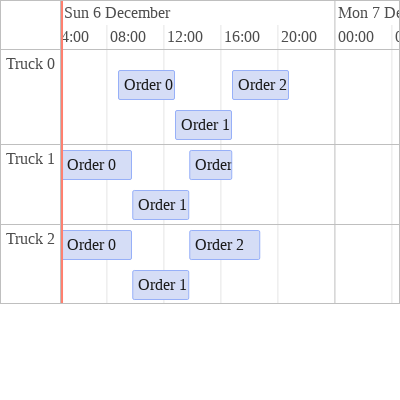 Sun 6 December
Mon 7 De
4:00 08:00 12:00 16:00 20:00 00:00
Truck 0
Order 0
Order 2
Order 1
Truck 1
Order 0
Order
Order 1
Truck 2
Order 0
Order 2
Order 1